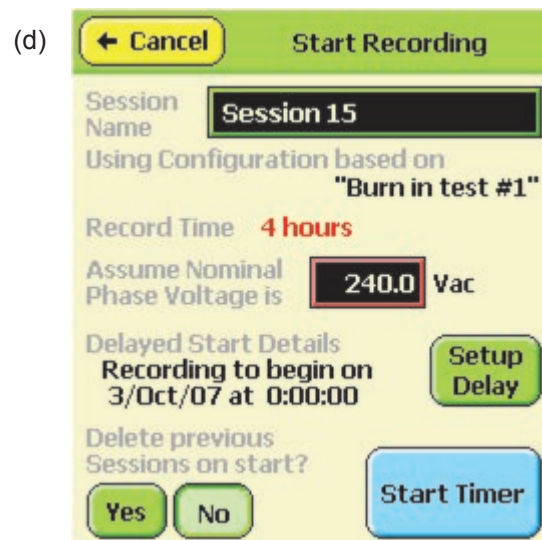 (d)
← Cancel Start Recording
Session
Name Session 15
Using Configuration based on
"Burn in test #1"
Record Time 4 hours
Assume Nominal
Phase Voltage is 240.0 Vac
Delayed Start Details
Recording to begin on
3/Oct/07 at 0:00:00
Setup
Delay
Delete previous
Sessions on start?
Yes No
Start Timer